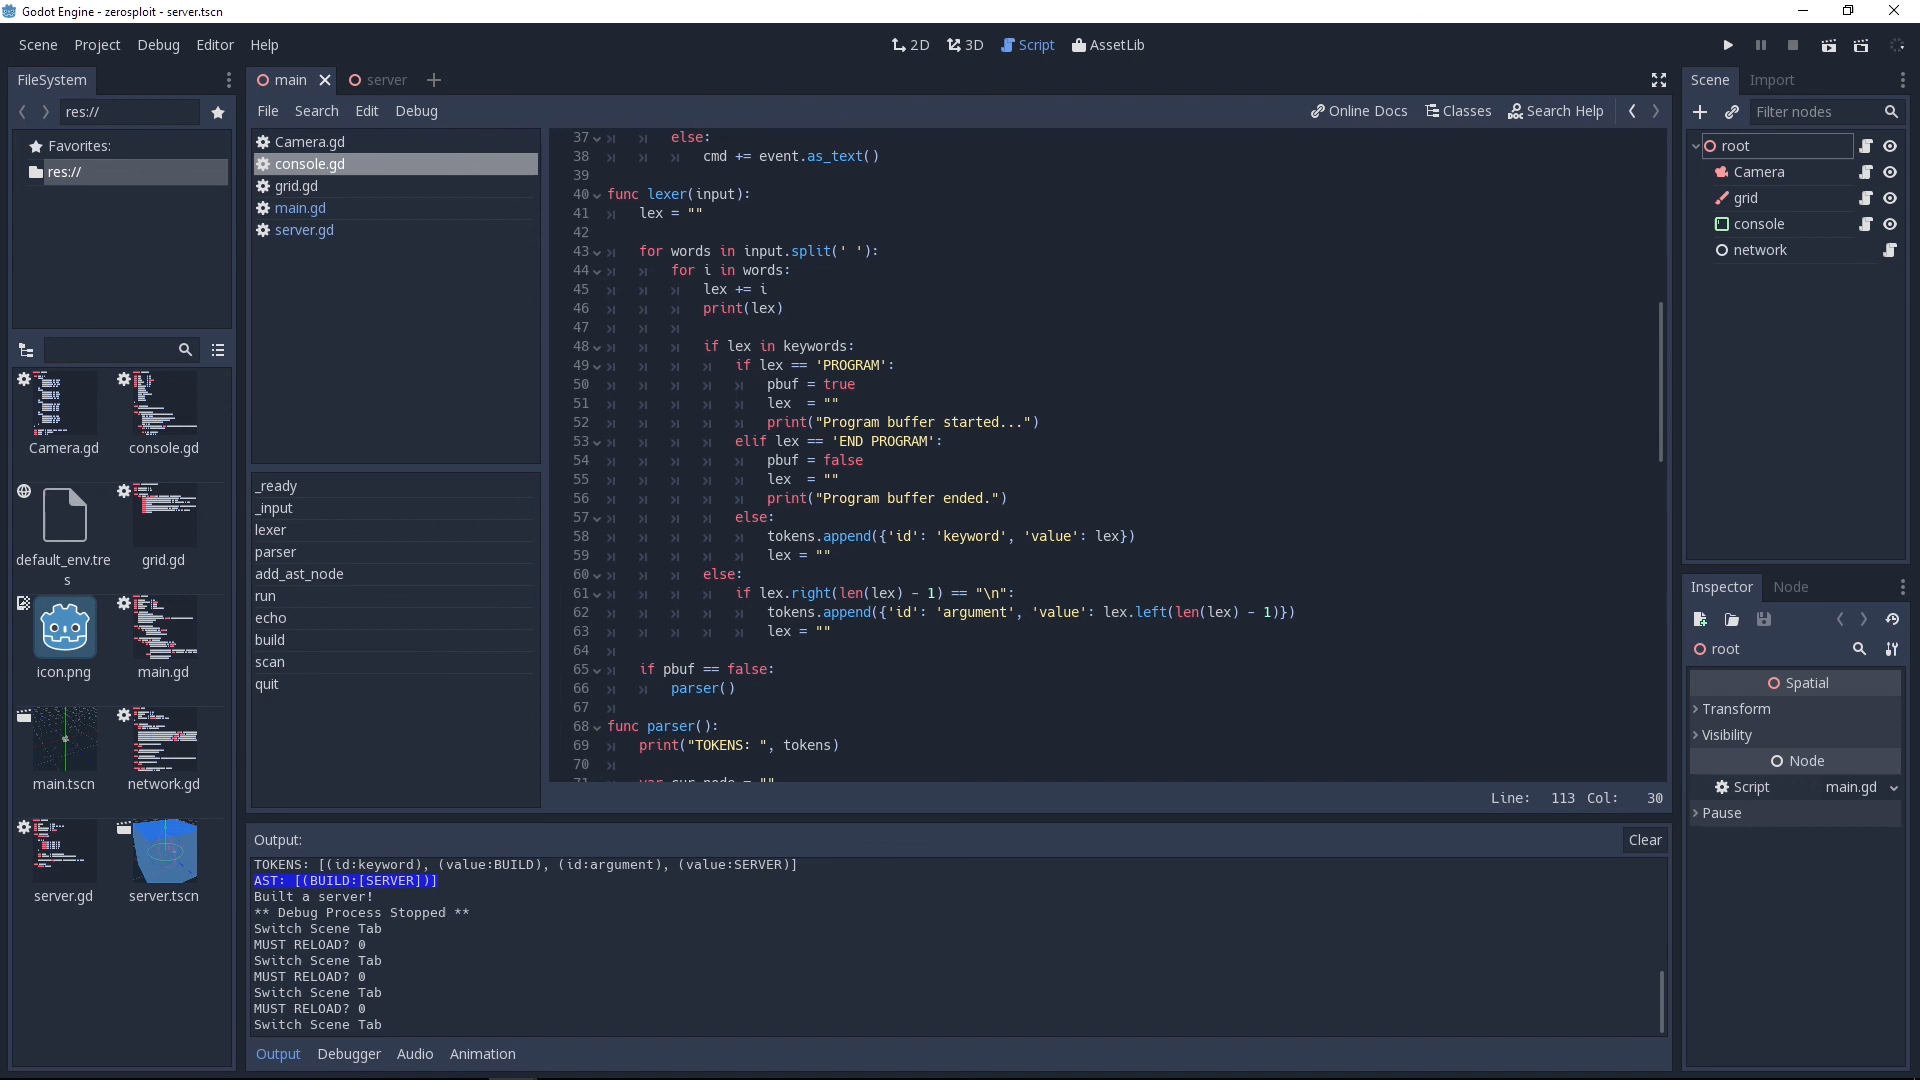 Godot Engine - zerosploit - server.tscn
Scene Project Debug Editor Help
2D 3D Script AssetLib
FileSystem
res://
Favorites:
res://
Camera.gd
console.gd
default_env.tres
grid.gd
icon.png
main.gd
main.tscn
network.gd
server.gd
server.tscn
main server
File Search Edit Debug
Online Docs Classes Search Help
Camera.gd
console.gd
grid.gd
main.gd
server.gd
_ready
_input
lexer
parser
add_ast_node
run
echo
build
scan
quit
37 else:
38 cmd += event.as_text()
39
40 func lexer(input):
41 lex = ""
42
43 for words in input.split(' '):
44 for i in words:
45 lex += i
46 print(lex)
47
48 if lex in keywords:
49 if lex == 'PROGRAM':
50 pbuf = true
51 lex  = ""
52 print("Program buffer started...")
53 elif lex == 'END PROGRAM':
54 pbuf = false
55 lex  = ""
56 print("Program buffer ended.")
57 else:
58 tokens.append({'id': 'keyword', 'value': lex})
59 lex = ""
60 else:
61 if lex.right(len(lex) - 1) == "\n":
62 tokens.append({'id': 'argument', 'value': lex.left(len(lex) - 1)})
63 lex = ""
64
65 if pbuf == false:
66 parser()
67
68 func parser():
69 print("TOKENS: ", tokens)
70
71 var cur_node = ""
Line: 113 Col: 30
Output: Clear
TOKENS: [(id:keyword), (value:BUILD), (id:argument), (value:SERVER)]
AST: [(BUILD:[SERVER])]
Built a server!
** Debug Process Stopped **
Switch Scene Tab
MUST RELOAD? 0
Switch Scene Tab
MUST RELOAD? 0
Switch Scene Tab
MUST RELOAD? 0
Switch Scene Tab
Output Debugger Audio Animation
Scene Import
Filter nodes
root
Camera
grid
console
network
Inspector Node
root
Spatial
Transform
Visibility
Node
Script main.gd
Pause